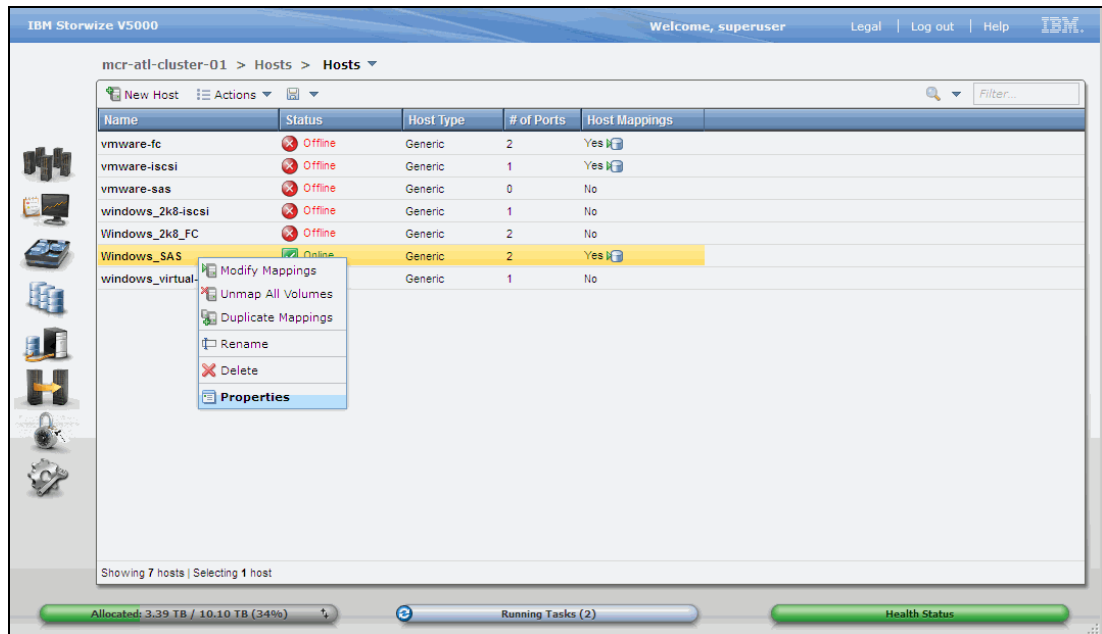 IBM Storwize V5000 Welcome, superuser Legal | Log out | Help IBM.
mcr-atl-cluster-01 > Hosts > Hosts
New Host Actions Filter...
Name Status Host Type # of Ports Host Mappings
vmware-fc Offline Generic 2 Yes
vmware-iscsi Offline Generic 1 Yes
vmware-sas Offline Generic 0 No
windows_2k8-iscsi Offline Generic 1 No
Windows_2k8_FC Offline Generic 2 No
Windows_SAS Online Generic 2 Yes
windows_virtual- Generic 1 No
Modify Mappings
Unmap All Volumes
Duplicate Mappings
Rename
Delete
Properties
Showing 7 hosts | Selecting 1 host
Allocated: 3.39 TB / 10.10 TB (34%) Running Tasks (2) Health Status